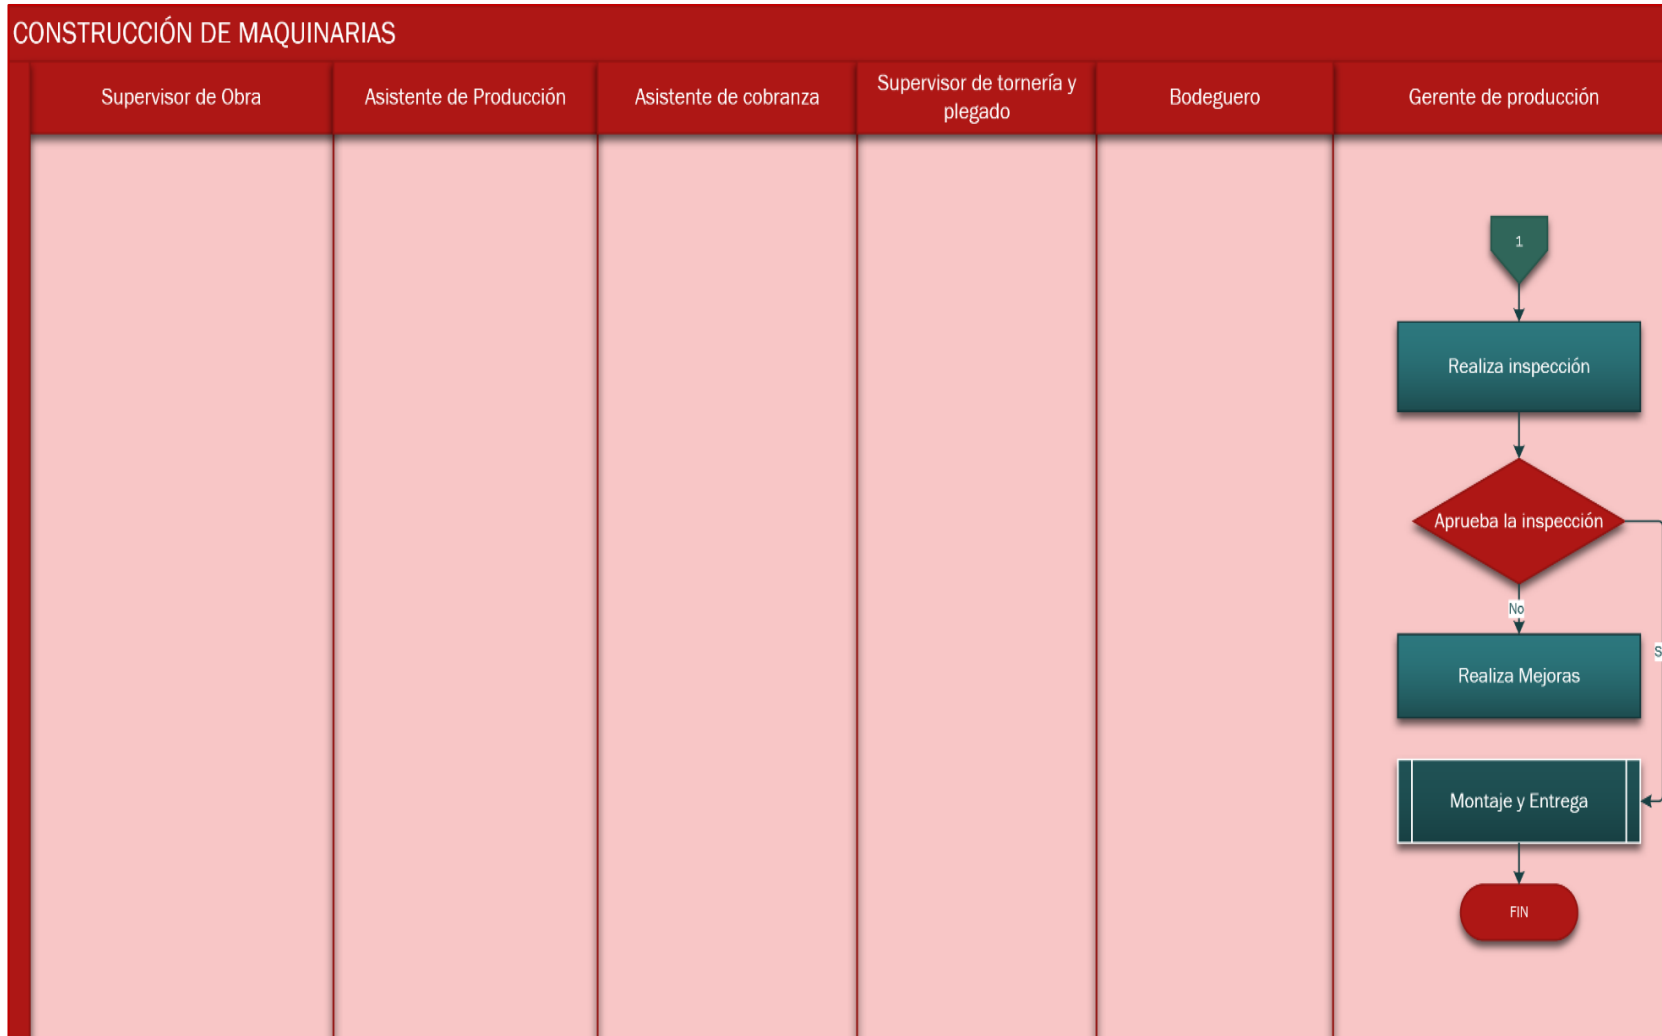 CONSTRUCCIÓN DE MAQUINARIAS
Supervisor de Obra
Asistente de Producción
Asistente de cobranza
Supervisor de tornería y
plegado
Bodeguero
Gerente de producción
1
Realiza inspección
Aprueba la inspección
No
S
Realiza Mejoras
Montaje y Entrega
FIN